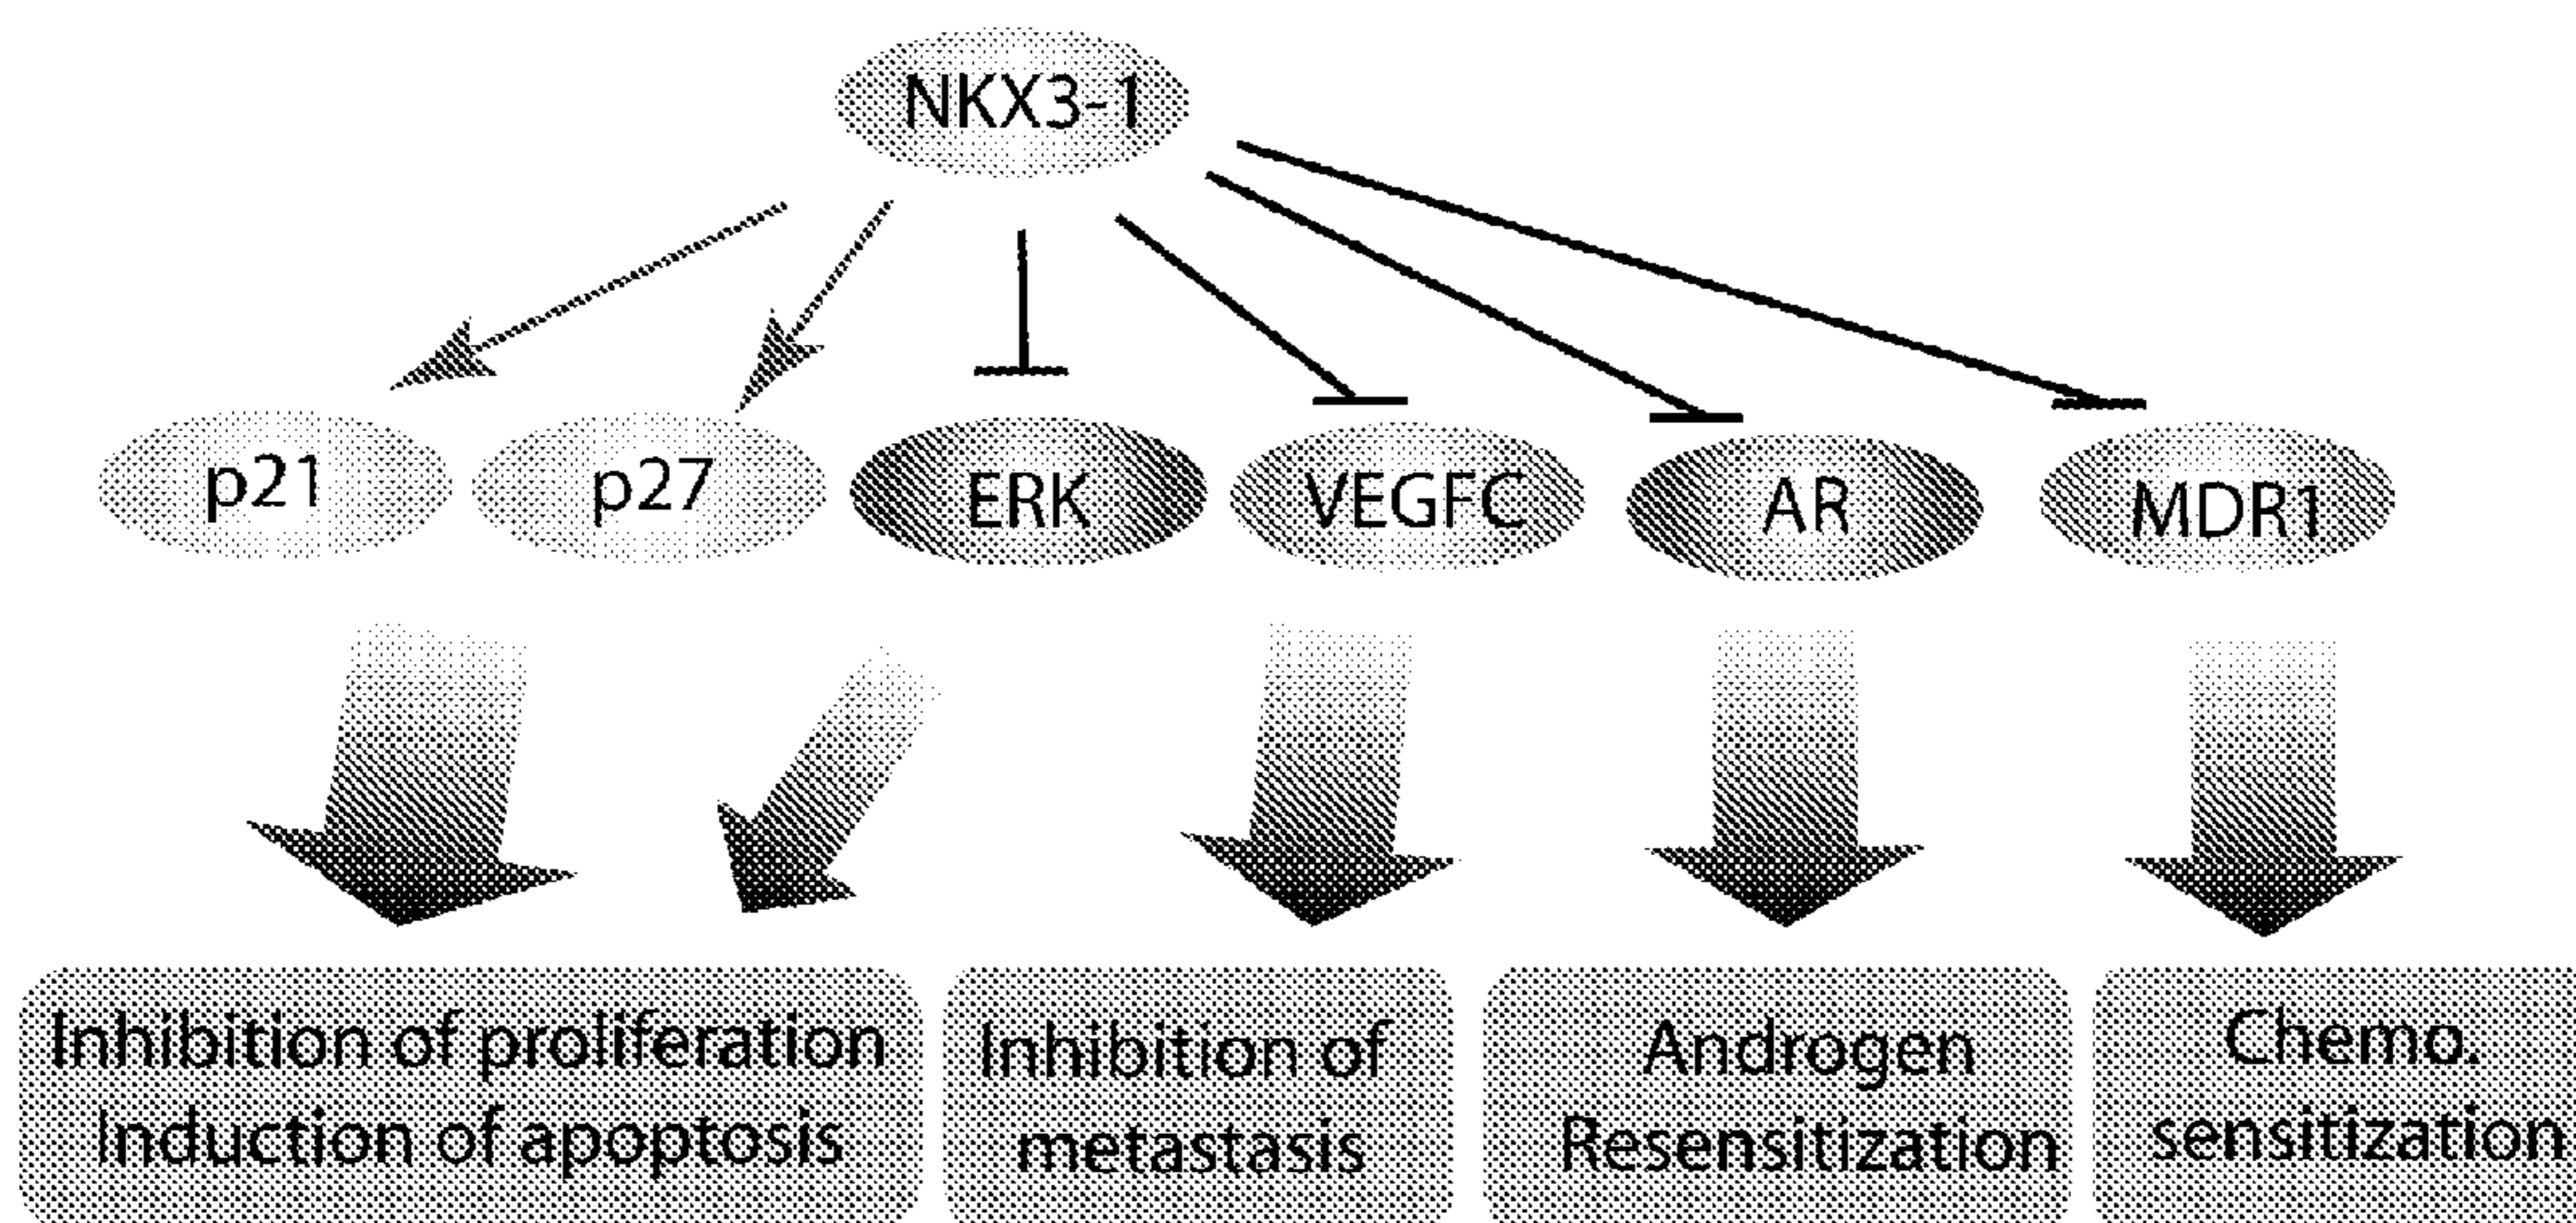 NKX3-1
p21
p27
ERK
VEGFC
AR
MDR1
Inhibition of proliferation
Induction of apoptosis
Inhibition of
metastasis
Androgen
Resensitization
Chemo.
sensitization